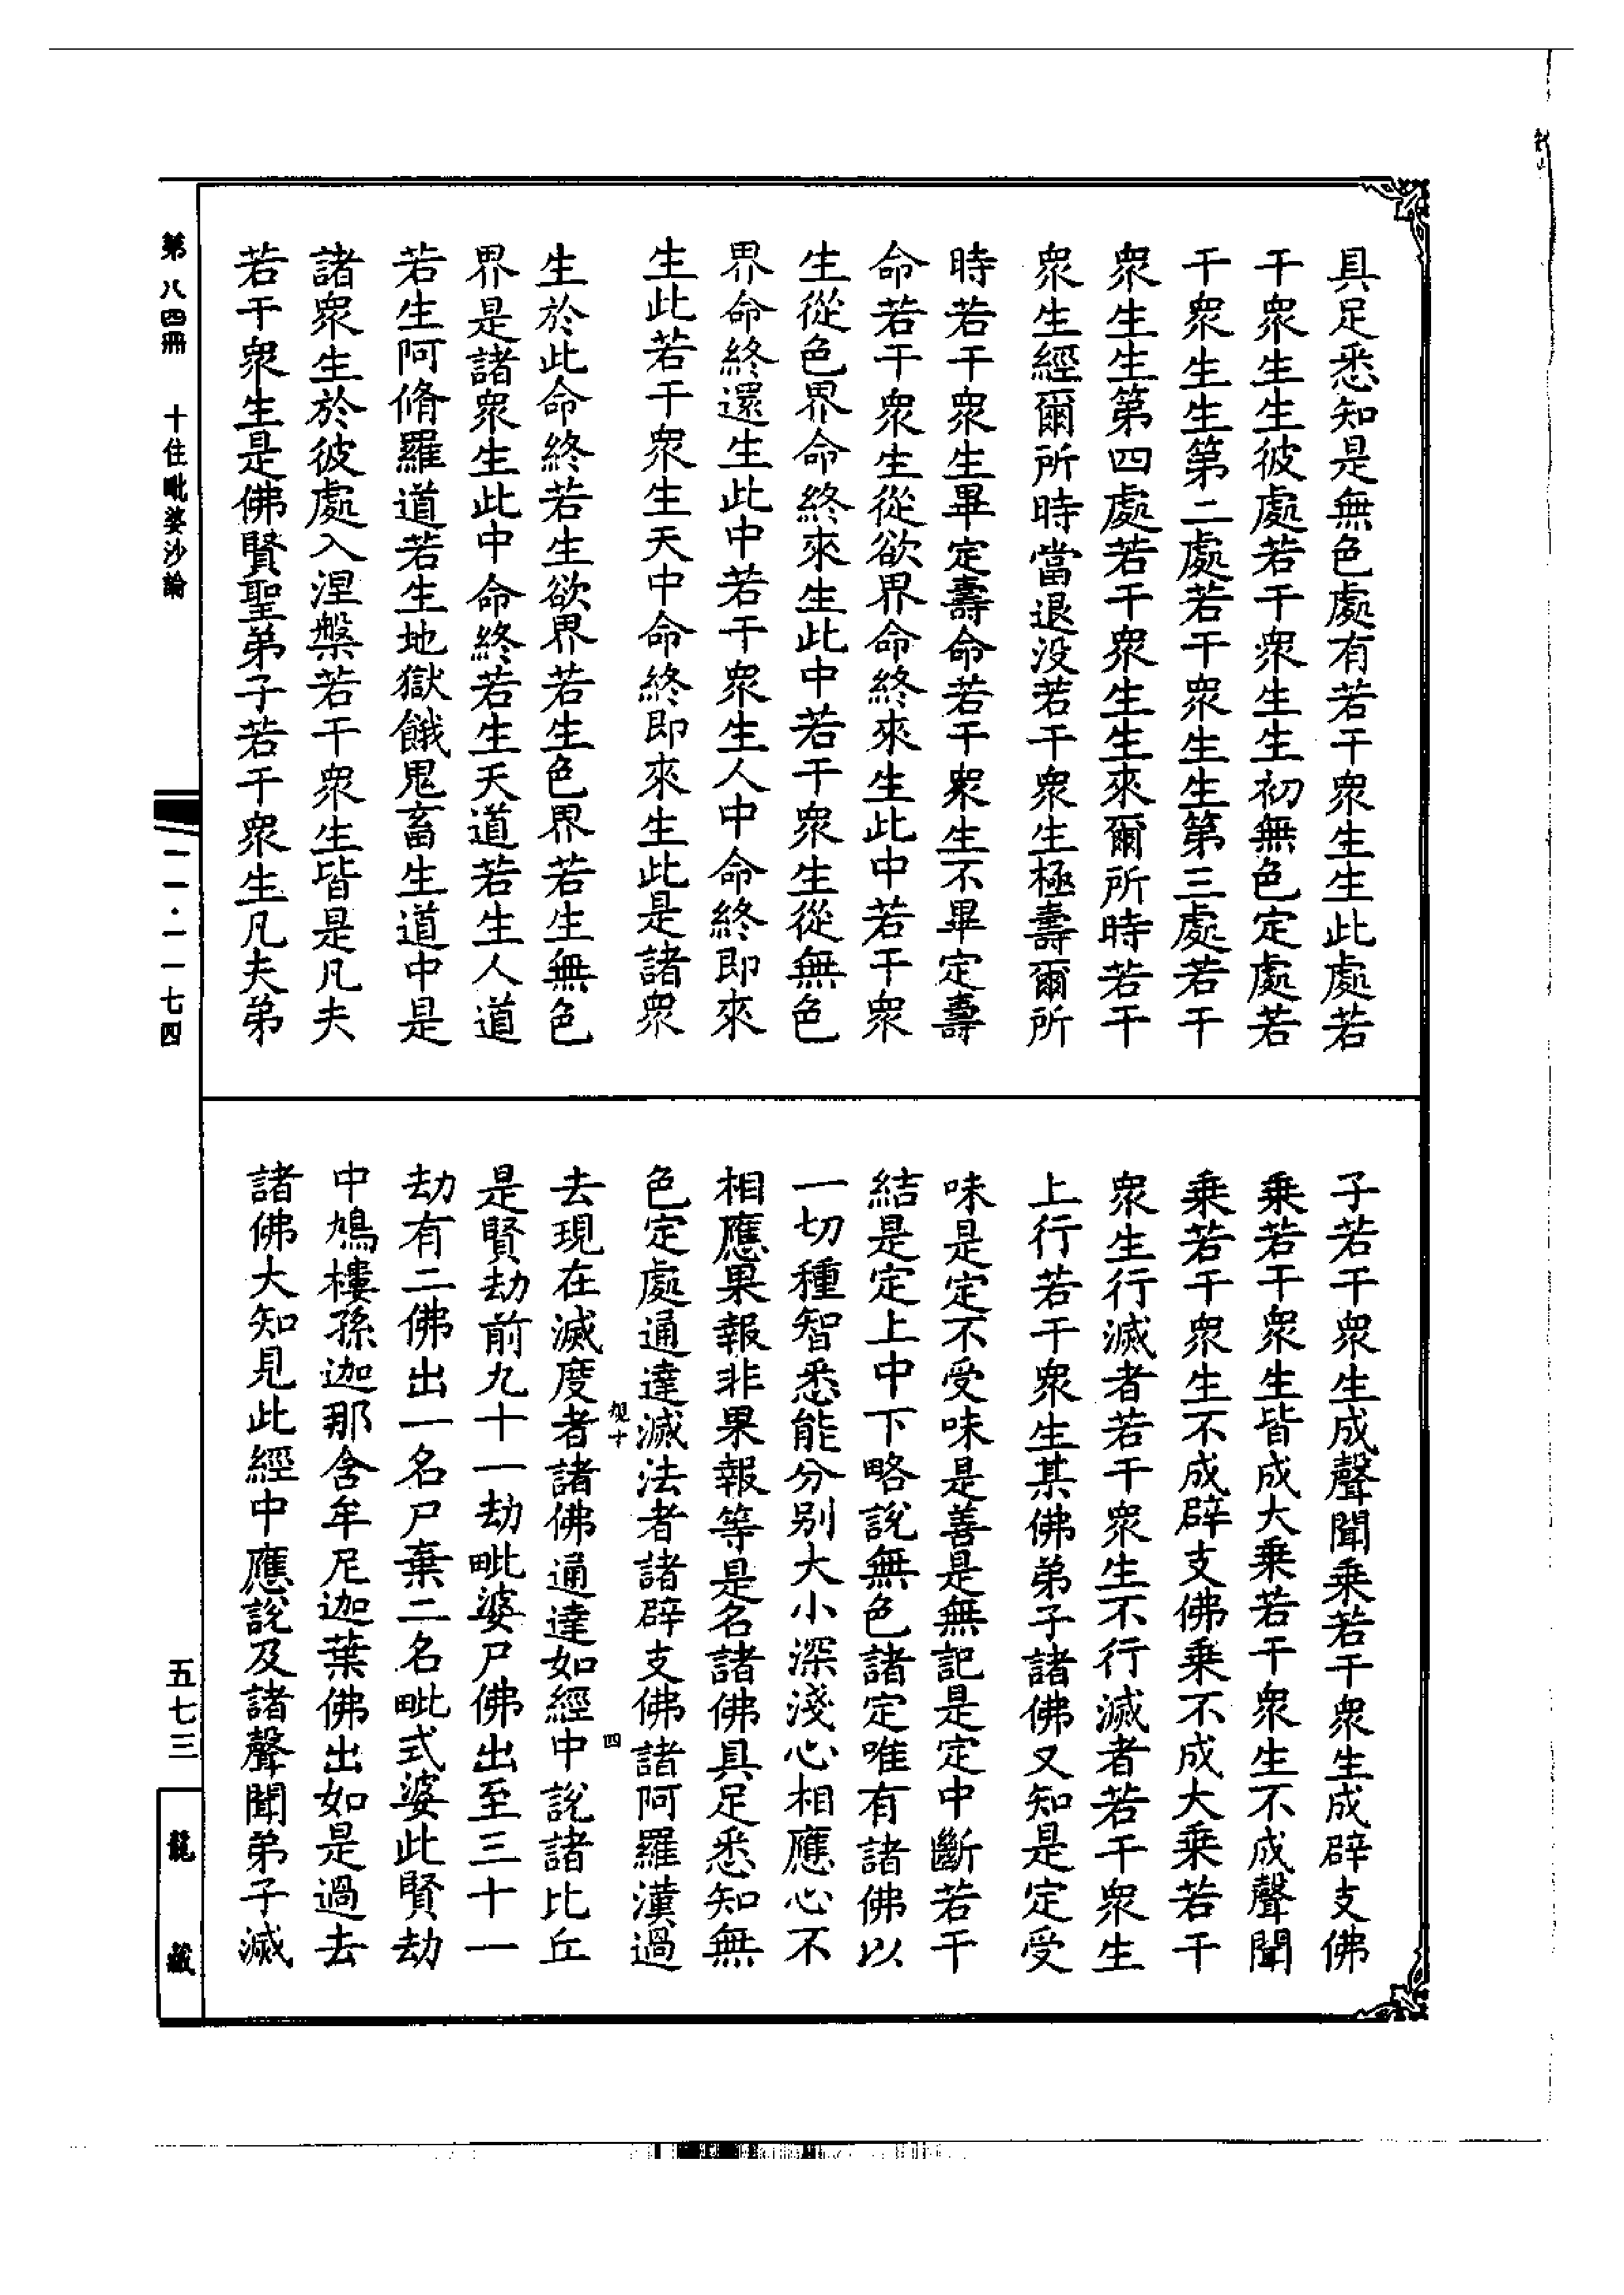 具足悉知是無色處有若干衆生生此處若
干衆生生彼處若干衆生生初無色定處若
干衆生生第二處若干衆生生第三處若干
衆生生第四處若干衆生生來爾所時若干
衆生經爾所時當退没若干衆生極壽爾所
時若干衆生畢定壽命若干衆生不畢定壽
命若干衆生從欲界命終來生此中若干衆
生從色界命終來生此中若干衆生從無色
界命終還生此中若干衆生人中命終即來
生此若干衆生天中命終即來生此是諸衆
生於此命終若生欲界若生色界若生無色
界是諸衆生此中命終若生天道若生人道
若生阿脩羅道若生地獄餓鬼畜生道中是
諸衆生於彼處入涅槃若干衆生皆是凡夫
若干衆生是佛賢聖弟子若干衆生凡夫弟
子若干衆生成聲聞乘若干衆生成辟支佛
乘若干衆生皆成大乘若干衆生不成聲聞
乘若干衆生不成辟支佛乘不成大乘若干
衆生行滅者若干衆生不行滅者若干衆生
上行若干衆生某佛弟子諸佛又知是定受
味是定不受味是善是無記是定中斷若干
結是定上中下略說無色諸定唯有諸佛以
一切種智悉能分別大小深淺心相應心不
相應果報非果報等是名諸佛具足悉知無
色定處通達滅法者諸辟支佛諸阿羅漢過
去現在滅度者諸佛通達如經中說諸比丘
是賢劫前九十一劫毗婆尸佛出至三十一
劫有二佛出一名尸棄二名毗式婆此賢劫
中鳩樓孫迦那含牟尼迦葉佛出如是過去
諸佛大知見此經中應說及諸聲聞弟子滅
十
四
第八四冊 十住毗婆沙論
一一·一一七四
五七三
龍藏